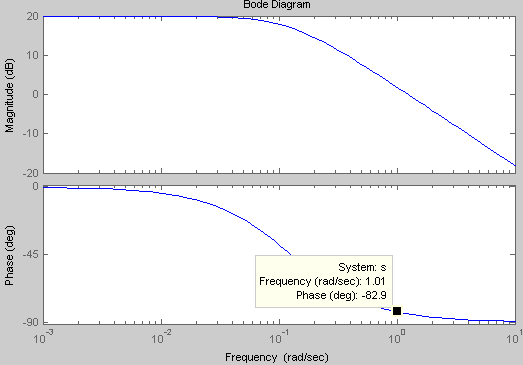 Bode Diagram
20
10
0
-10
-20
Magnitude (dB)
0
-45
-90
Phase (deg)
System: s
Frequency (rad/sec): 1.01
Phase (deg): -82.9
10^-3
10^-2
10^-1
10^0
10^1
Frequency (rad/sec)